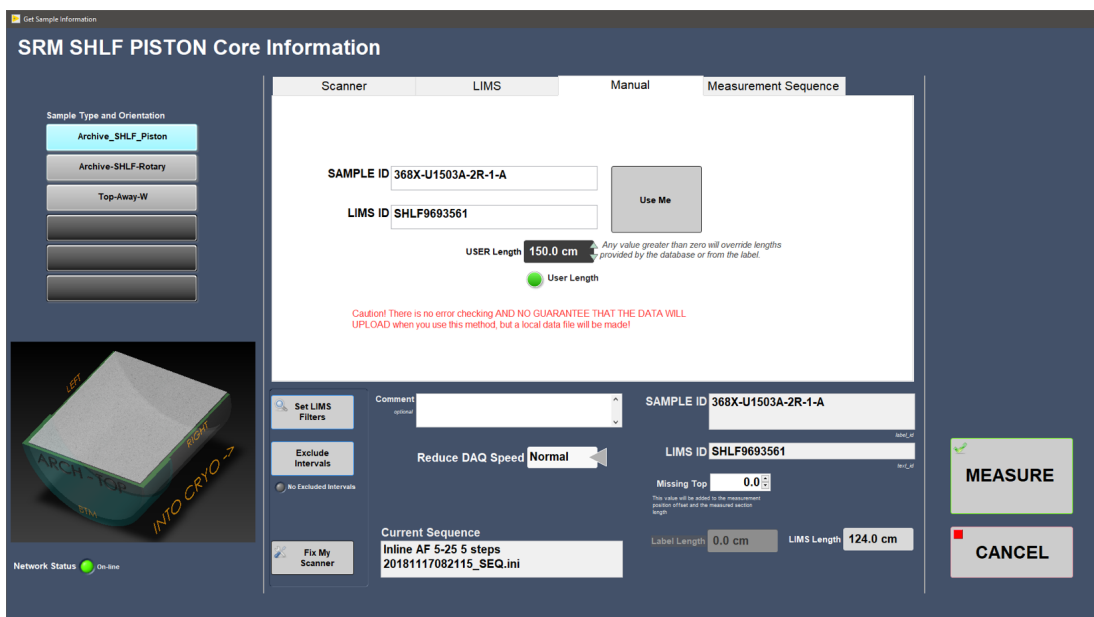 Get Sample Information
SRM SHLF PISTON Core Information
Scanner
LIMS
Manual
Measurement Sequence
Sample Type and Orientation
Archive_SHLF_Piston
Archive-SHLF-Rotary
Top-Away-W
SAMPLE ID 368X-U1503A-2R-1-A
LIMS ID SHLF9693561
Use Me
USER Length 150.0 cm
Any value greater than zero will override lengths
provided by the database or from the label.
User Length
Caution! There is no error checking AND NO GUARANTEE THAT THE DATA WILL
UPLOAD when you use this method, but a local data file will be made!
LEFT
RIGHT
ARCH - TOP
BTM
INTO CRYO ->
Network Status On-line
Set LIMS
Filters
Exclude
Intervals
No Excluded Intervals
Fix My
Scanner
Comment
optional
Reduce DAQ Speed Normal
Current Sequence
Inline AF 5-25 5 steps
20181117082115_SEQ.ini
SAMPLE ID 368X-U1503A-2R-1-A
label_id
LIMS ID SHLF9693561
text_id
Missing Top 0.0
This value will be added to the measurement
position offset and the measured section
length
Label Length 0.0 cm
LIMS Length 124.0 cm
MEASURE
CANCEL